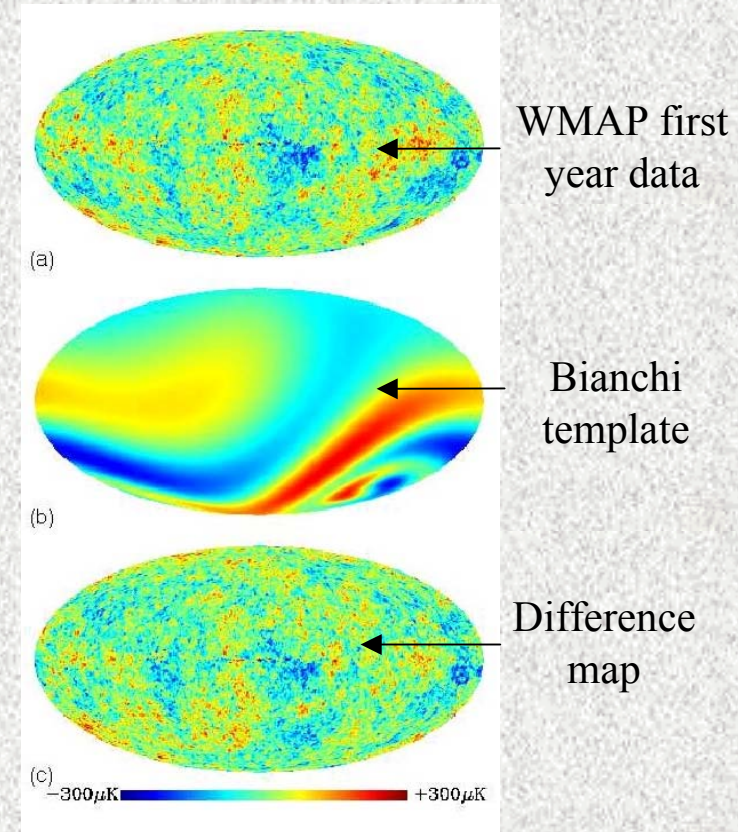 WMAP first
year data
(a)
Bianchi
template
(b)
Difference
map
(c)
−300μK +300μK